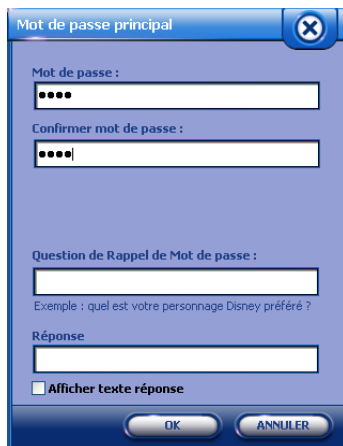 Mot de passe principal
Mot de passe :
••••
Confirmer mot de passe :
••••
Question de Rappel de Mot de passe :
Exemple : quel est votre personnage Disney préféré ?
Réponse
Afficher texte réponse
OK
ANNULER